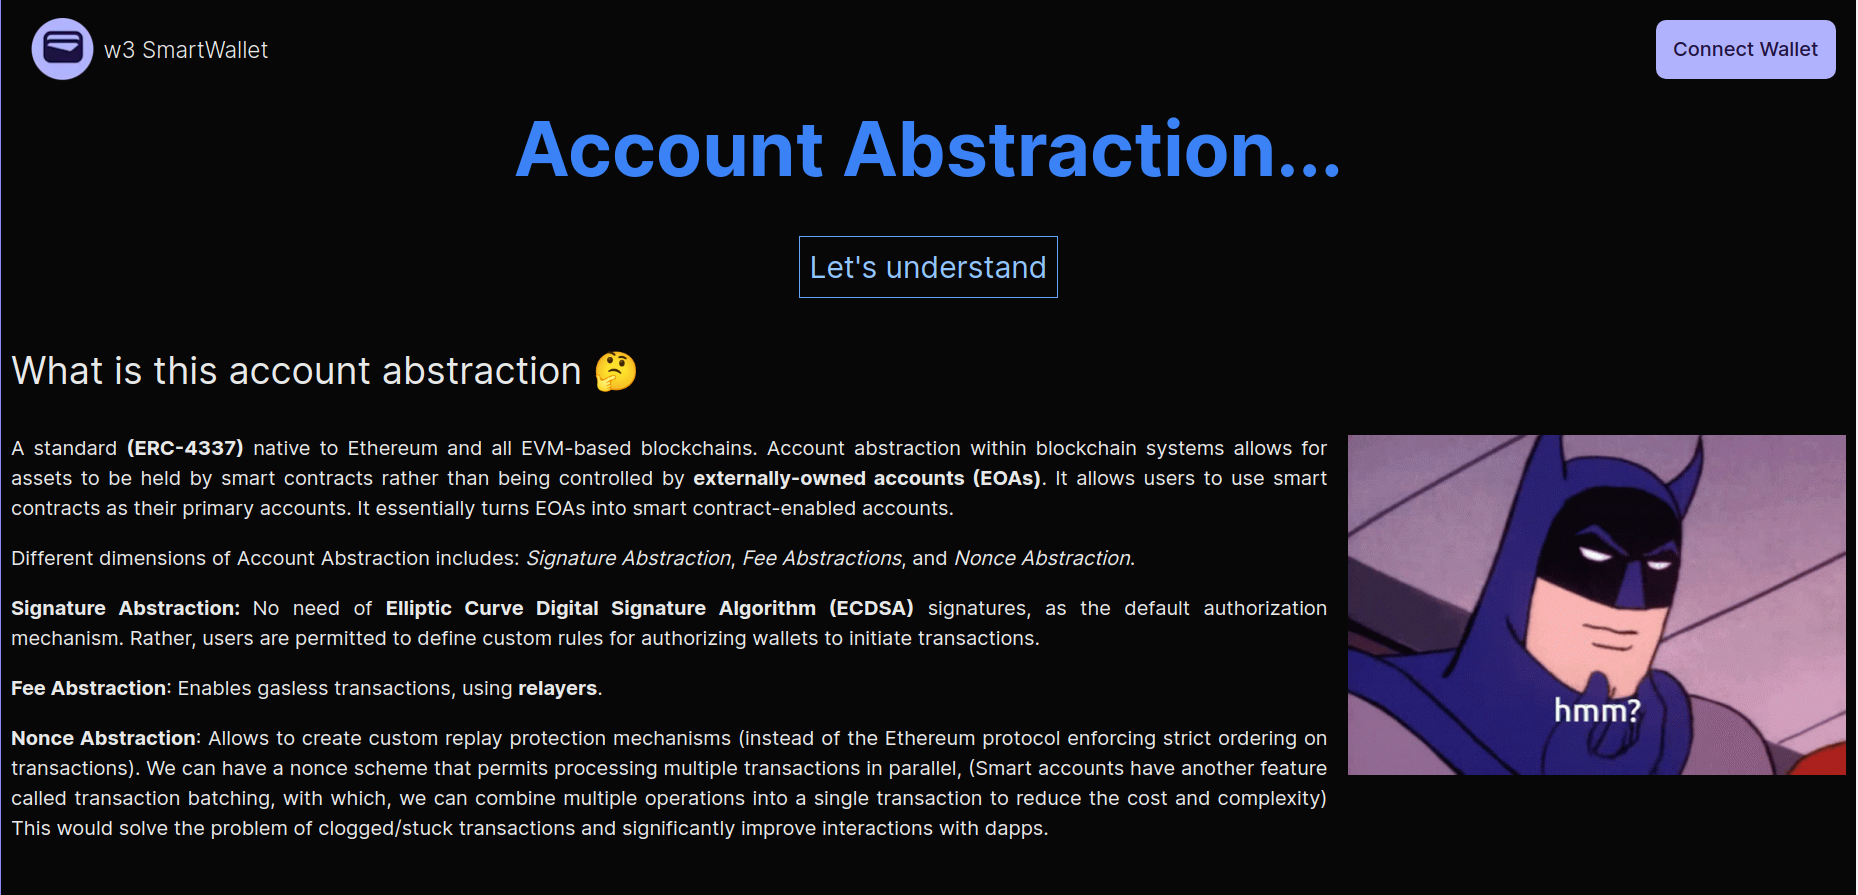 w3 SmartWallet
Connect Wallet
Account Abstraction...
Let's understand
What is this account abstraction 🤔
A standard (ERC-4337) native to Ethereum and all EVM-based blockchains. Account abstraction within blockchain systems allows for
assets to be held by smart contracts rather than being controlled by externally-owned accounts (EOAs). It allows users to use smart
contracts as their primary accounts. It essentially turns EOAs into smart contract-enabled accounts.
Different dimensions of Account Abstraction includes: Signature Abstraction, Fee Abstractions, and Nonce Abstraction.
Signature Abstraction: No need of Elliptic Curve Digital Signature Algorithm (ECDSA) signatures, as the default authorization
mechanism. Rather, users are permitted to define custom rules for authorizing wallets to initiate transactions.
Fee Abstraction: Enables gasless transactions, using relayers.
Nonce Abstraction: Allows to create custom replay protection mechanisms (instead of the Ethereum protocol enforcing strict ordering on
transactions). We can have a nonce scheme that permits processing multiple transactions in parallel, (Smart accounts have another feature
called transaction batching, with which, we can combine multiple operations into a single transaction to reduce the cost and complexity)
This would solve the problem of clogged/stuck transactions and significantly improve interactions with dapps.
hmm?